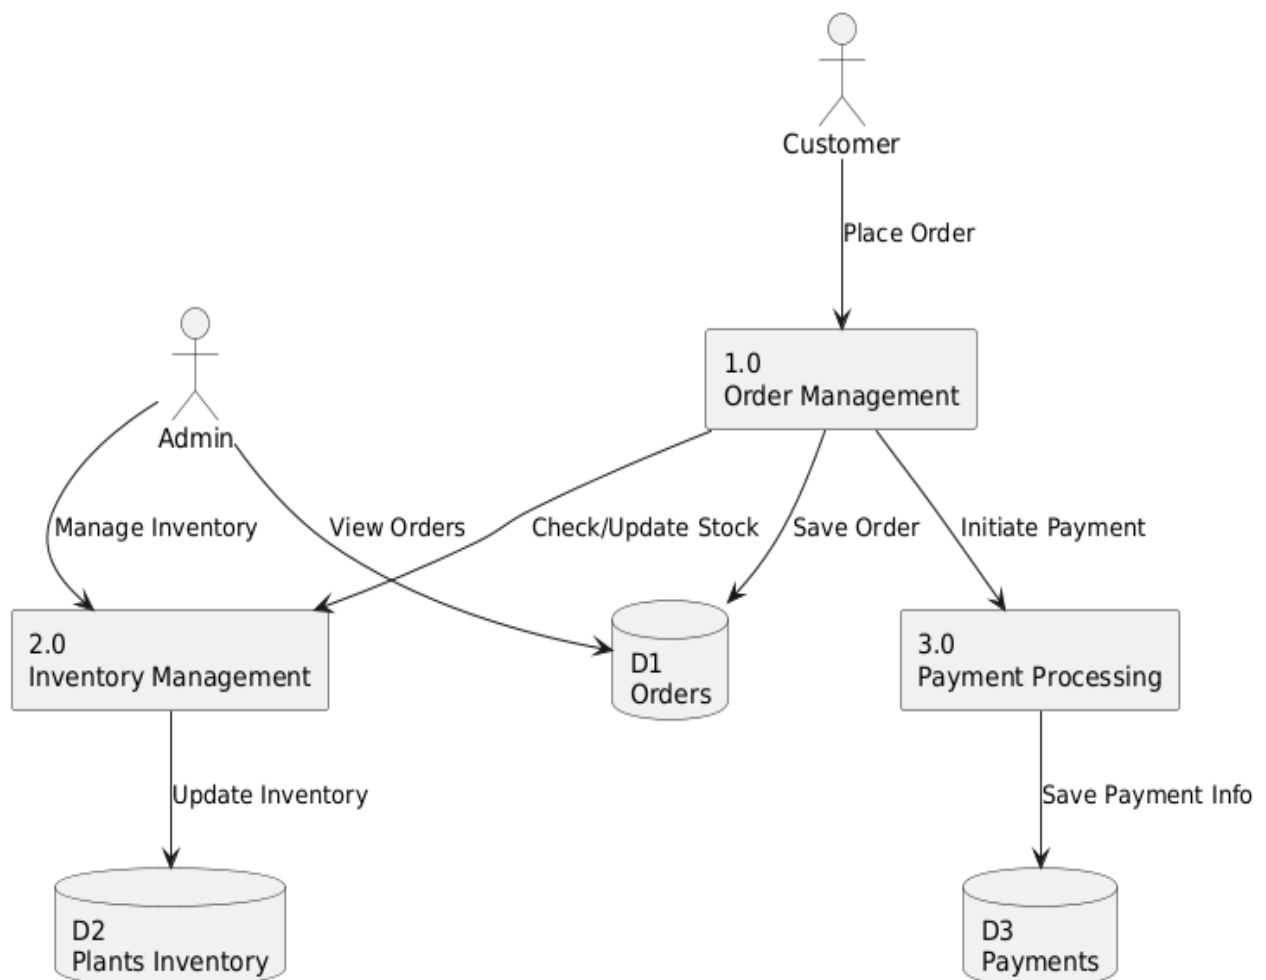 Customer
Place Order
1.0
Order Management
Admin
Manage Inventory
View Orders
Check/Update Stock
Save Order
Initiate Payment
2.0
Inventory Management
D1
Orders
3.0
Payment Processing
Update Inventory
Save Payment Info
D2
Plants Inventory
D3
Payments